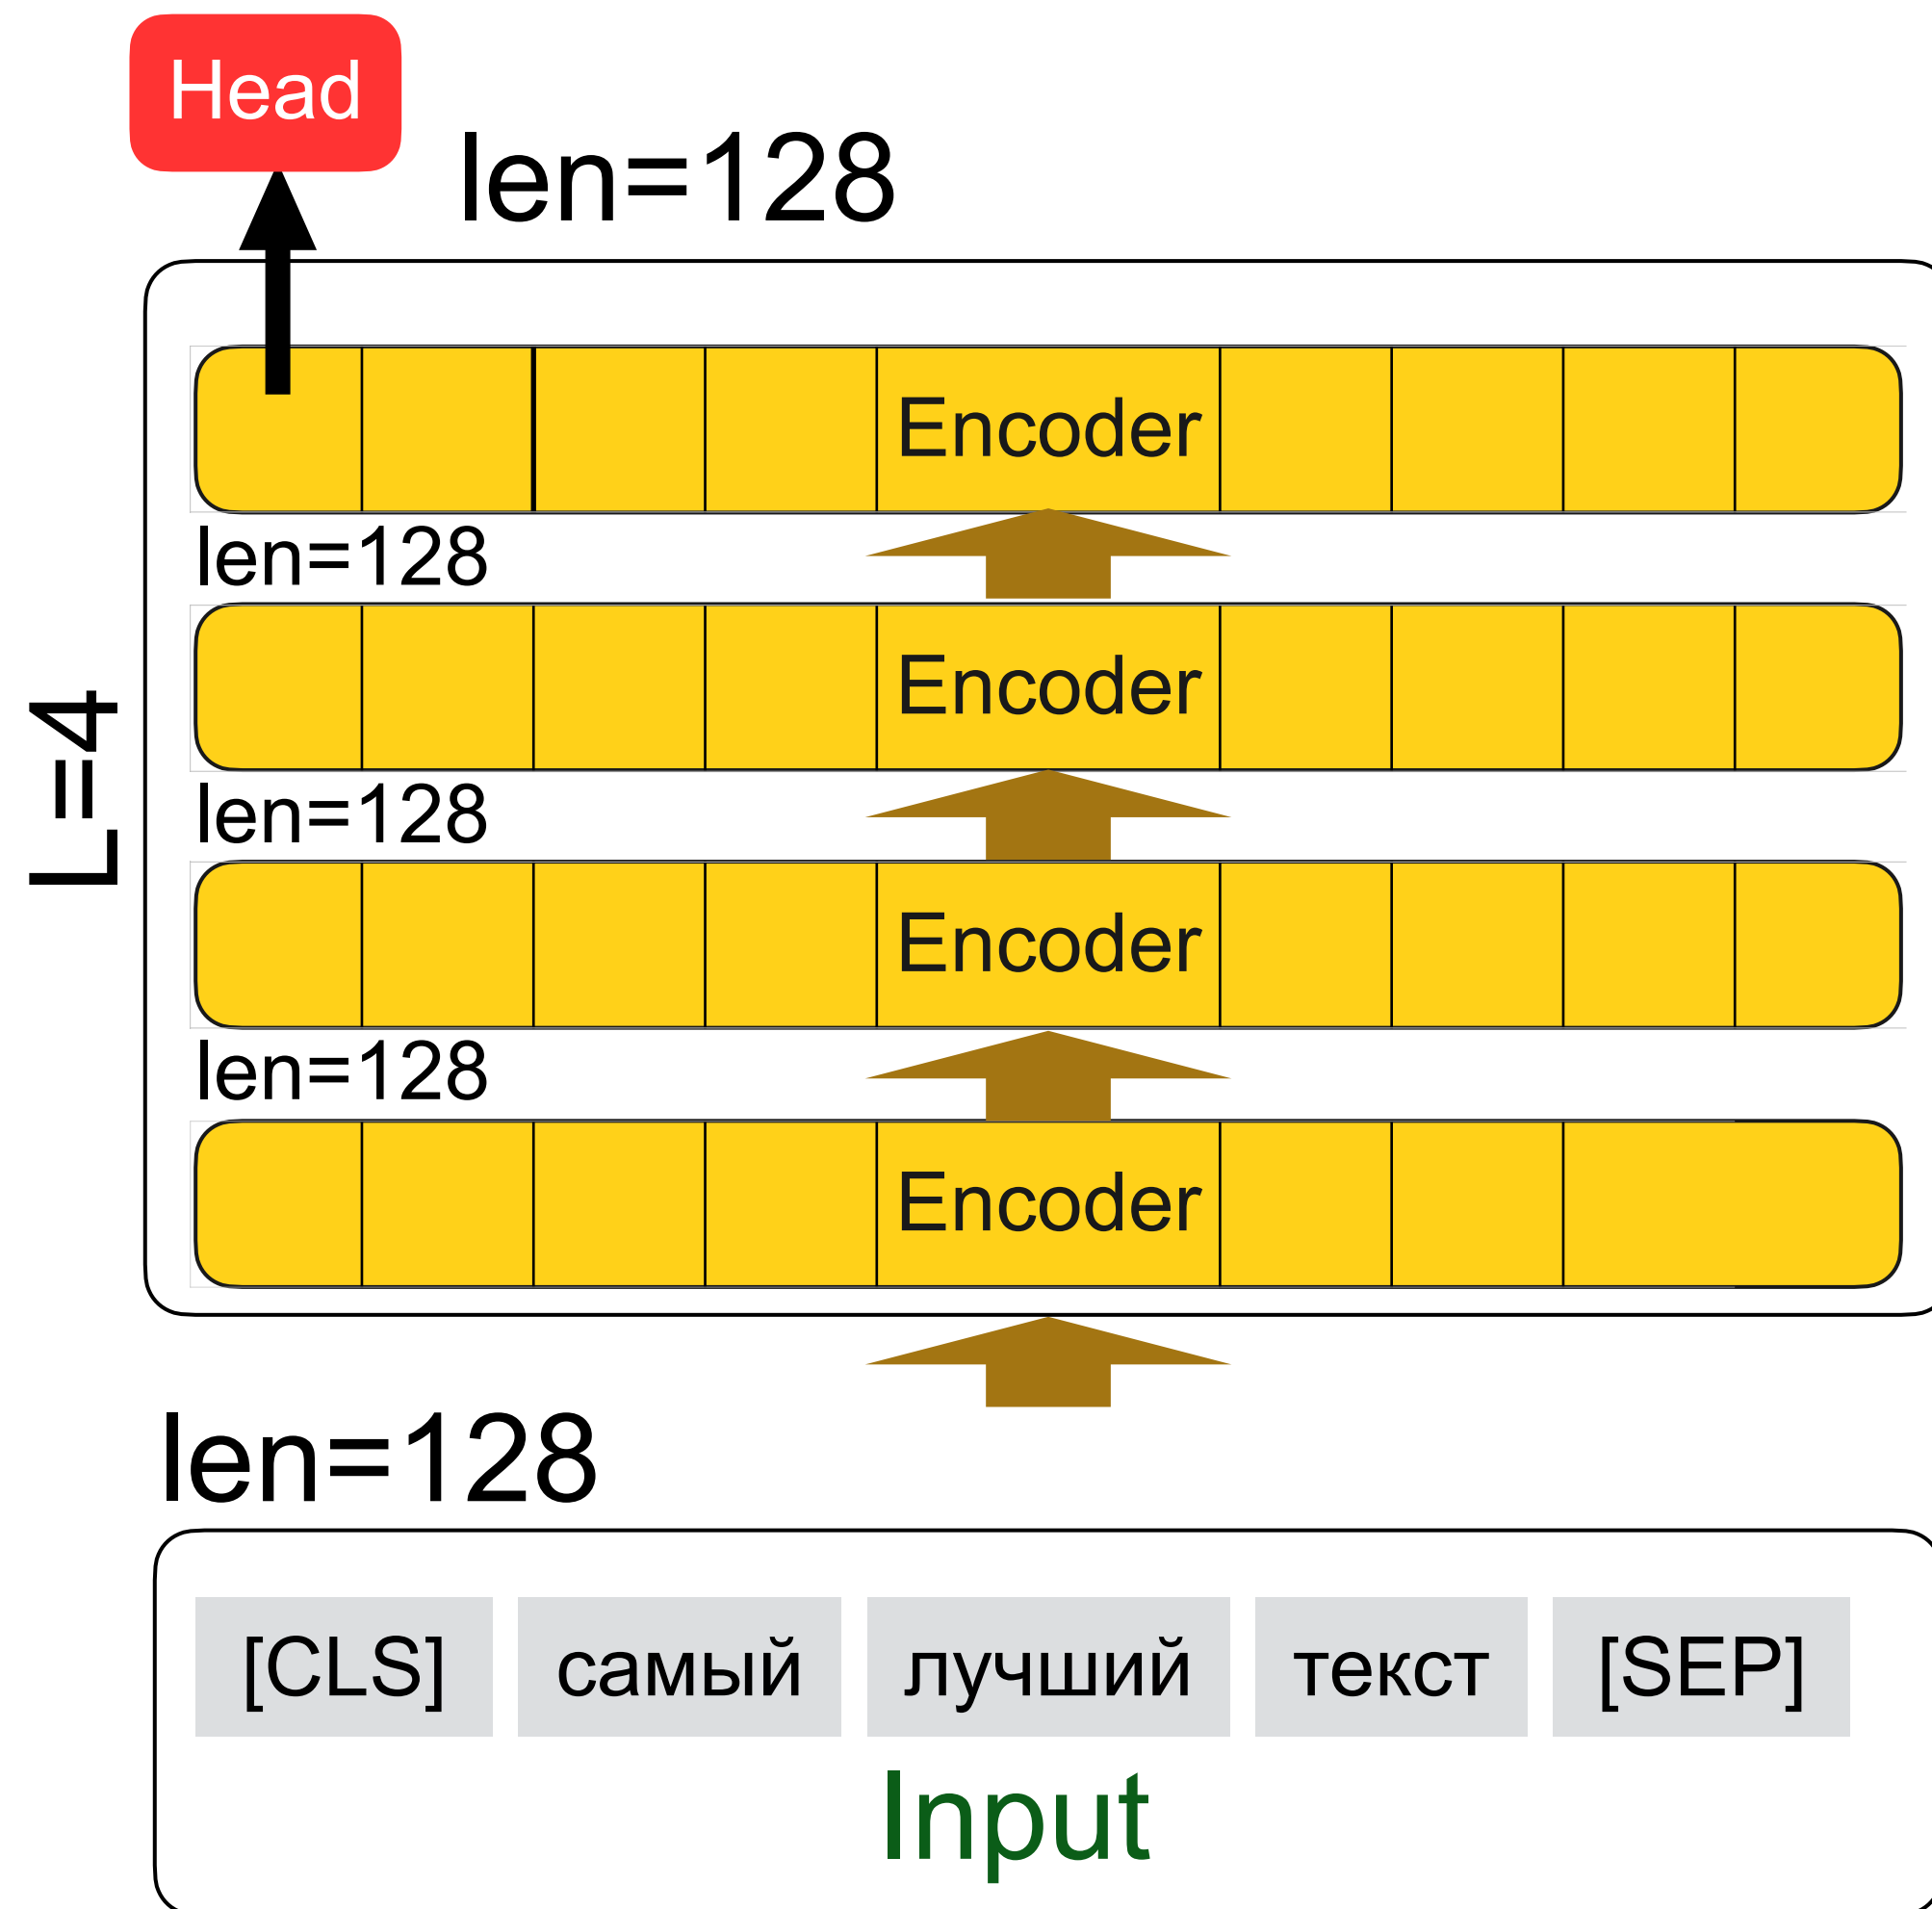 Head
len=128
Encoder
len=128
Encoder
L=4
len=128
Encoder
len=128
Encoder
len=128
[CLS] самый лучший текст [SEP]
Input